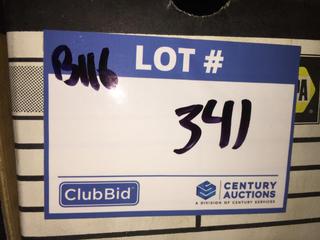 B116 LOT #
341
ClubBid
CENTURY
AUCTIONS
A DIVISION OF CENTURY SERVICES
A